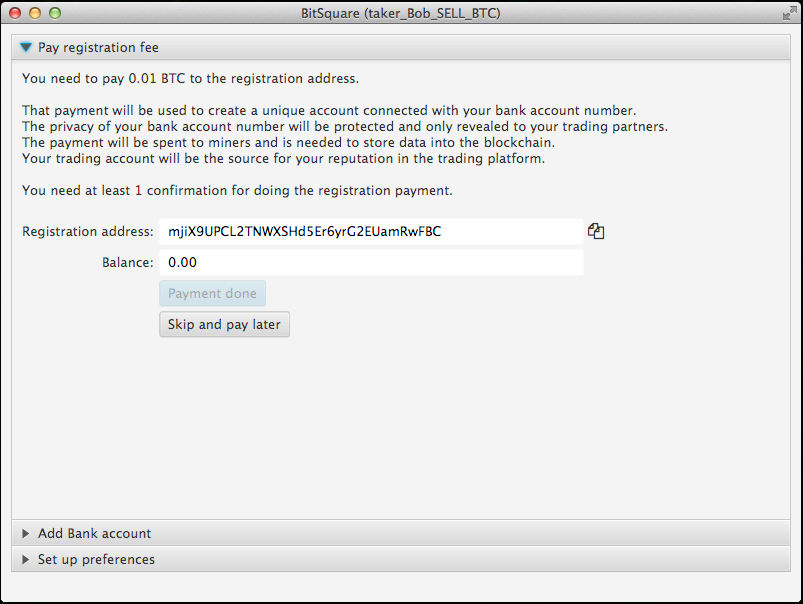 BitSquare (taker_Bob_SELL_BTC)
Pay registration fee
You need to pay 0.01 BTC to the registration address.
That payment will be used to create a unique account connected with your bank account number.
The privacy of your bank account number will be protected and only revealed to your trading partners.
The payment will be spent to miners and is needed to store data into the blockchain.
Your trading account will be the source for your reputation in the trading platform.
You need at least 1 confirmation for doing the registration payment.
Registration address: mjiX9UPCL2TNWXSHd5Er6yrG2EUamRwFBC
Balance: 0.00
Payment done
Skip and pay later
Add Bank account
Set up preferences